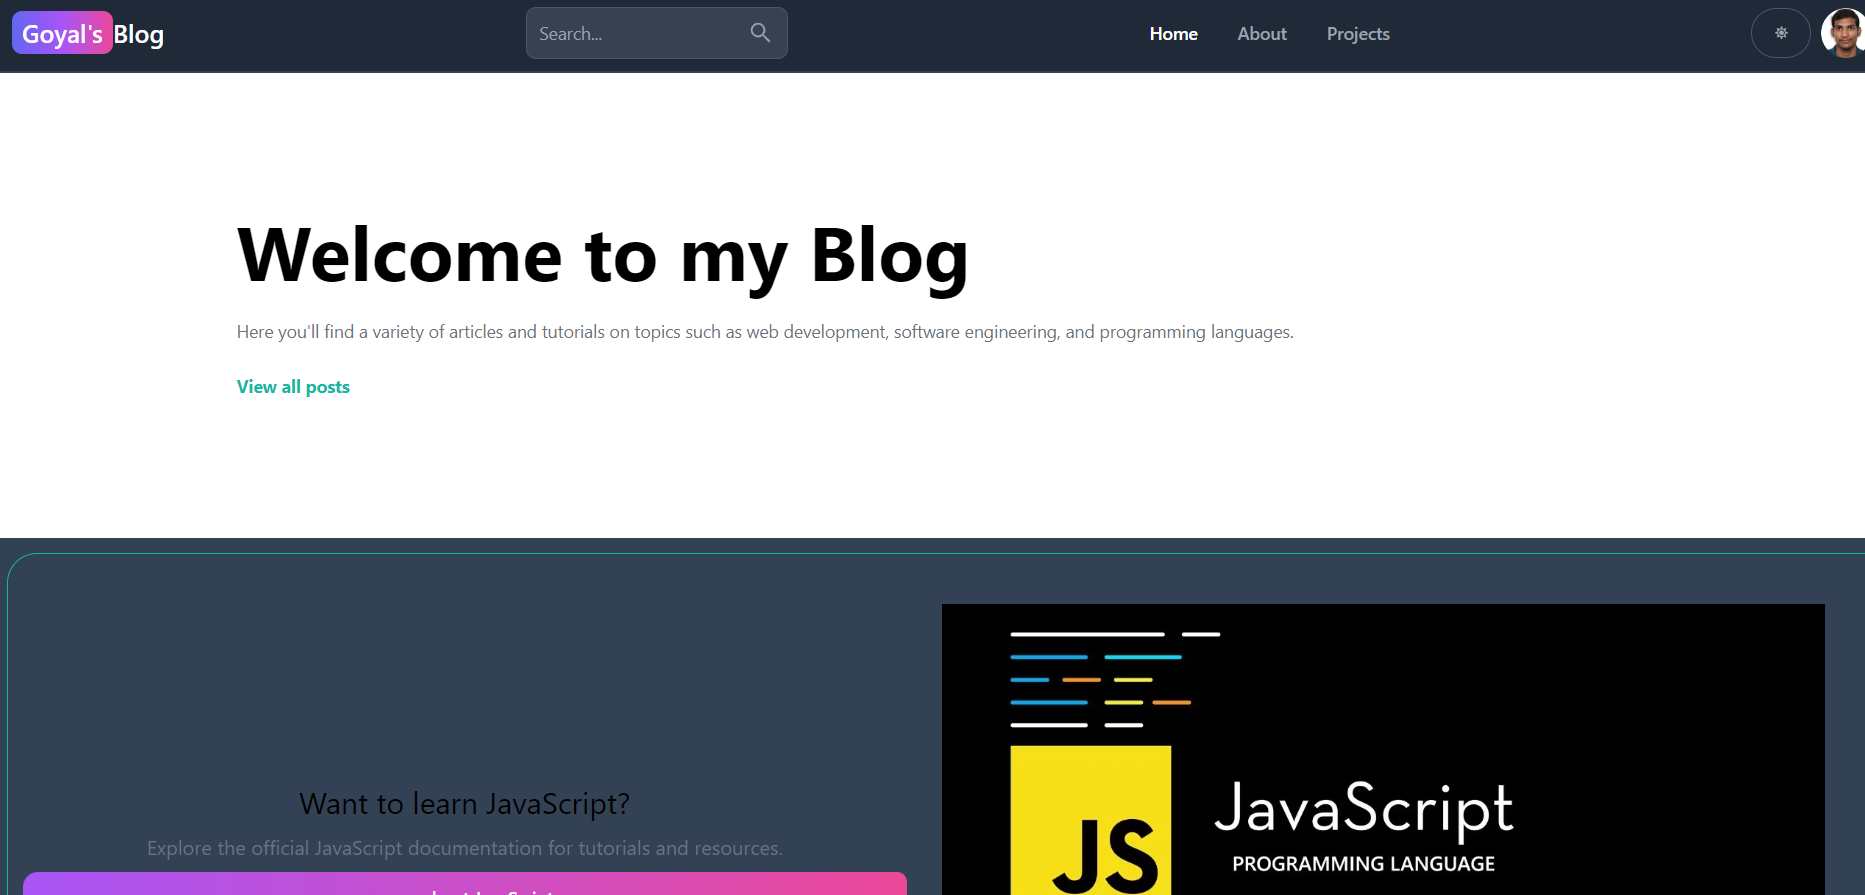 Goyal's Blog
Search...
Home
About
Projects
Welcome to my Blog
Here you'll find a variety of articles and tutorials on topics such as web development, software engineering, and programming languages.
View all posts
Want to learn JavaScript?
Explore the official JavaScript documentation for tutorials and resources.
JS
JavaScript
PROGRAMMING LANGUAGE